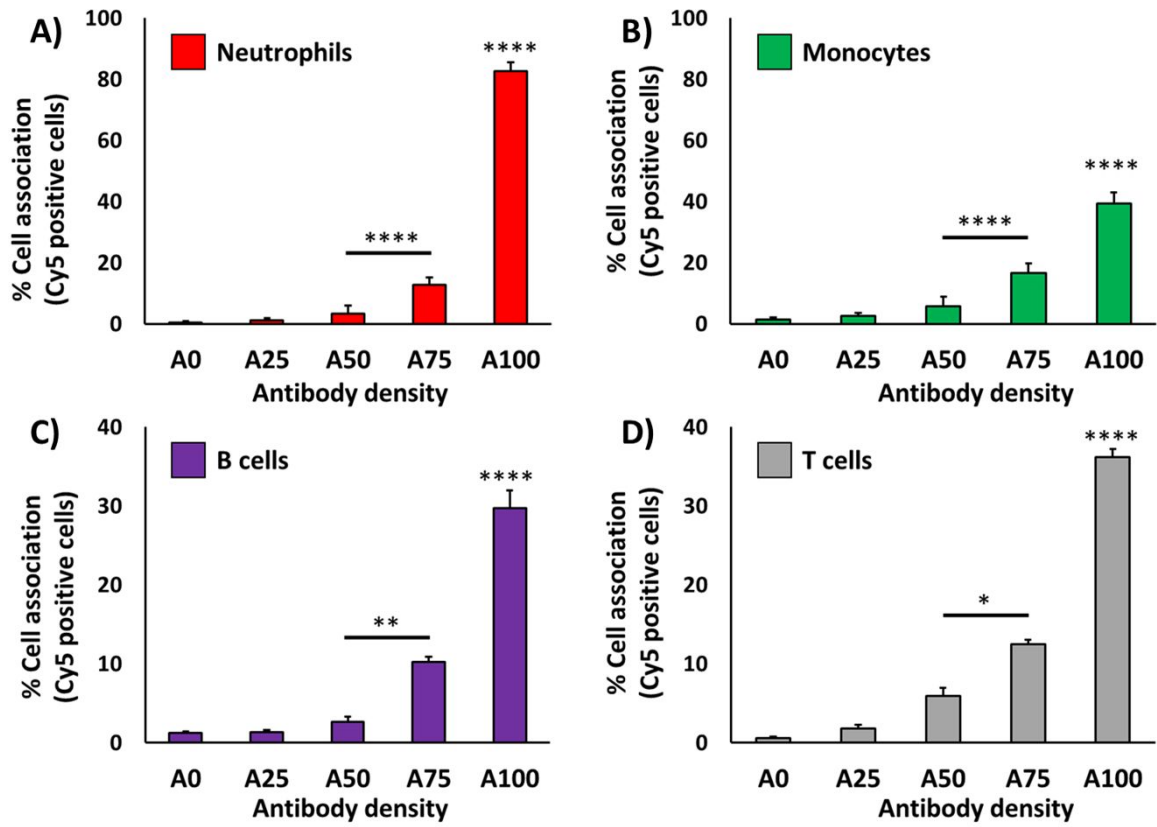 A)
Neutrophils
% Cell association
(Cy5 positive cells)
100
80
60
40
20
0
****
****
A0 A25 A50 A75 A100
Antibody density
B)
Monocytes
% Cell association
(Cy5 positive cells)
100
80
60
40
20
0
****
****
A0 A25 A50 A75 A100
Antibody density
C)
B cells
% Cell association
(Cy5 positive cells)
40
30
20
10
0
**
****
A0 A25 A50 A75 A100
Antibody density
D)
T cells
% Cell association
(Cy5 positive cells)
40
30
20
10
0
*
****
A0 A25 A50 A75 A100
Antibody density